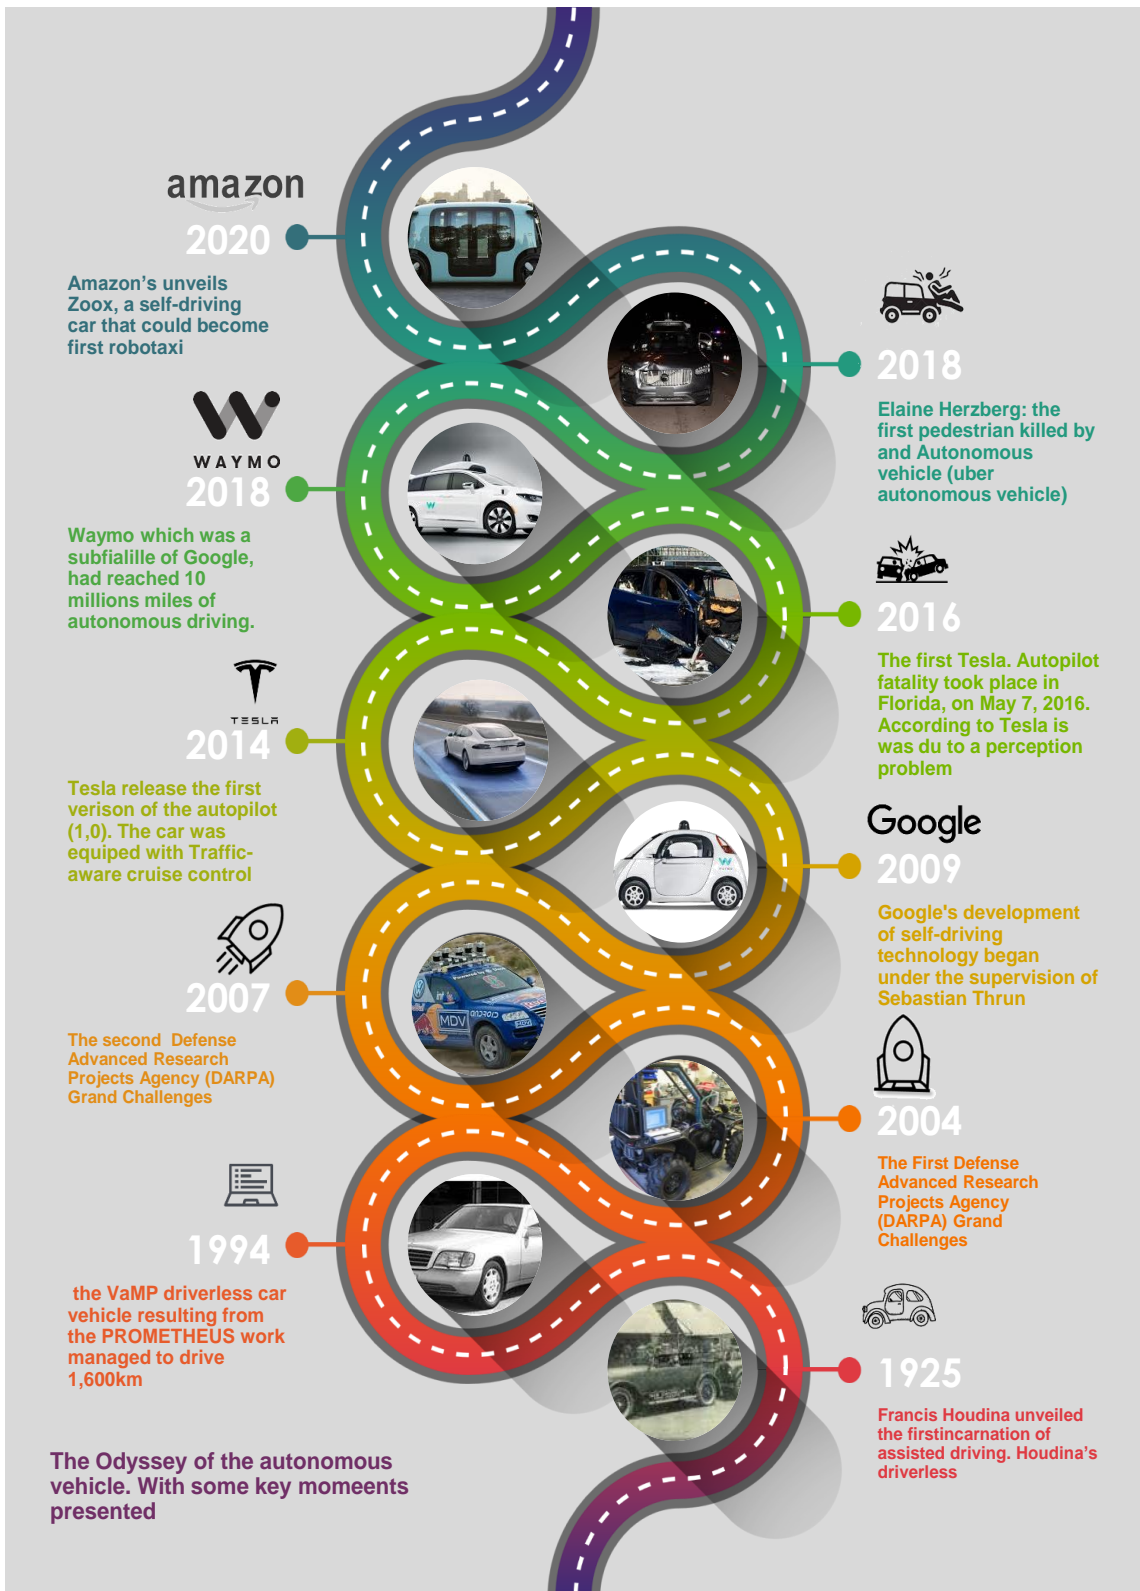 amazon
2020
Amazon's unveils
Zoox, a self-driving
car that could become
first robotaxi
2018
Elaine Herzberg: the
first pedestrian killed by
and Autonomous
vehicle (uber
autonomous vehicle)
WAYMO
2018
Waymo which was a
subfialille of Google,
had reached 10
millions miles of
autonomous driving.
2016
The first Tesla. Autopilot
fatality took place in
Florida, on May 7, 2016.
According to Tesla is
was du to a perception
problem
TESLA
2014
Tesla release the first
verison of the autopilot
(1,0). The car was
equiped with Traffic-
aware cruise control
Google
2009
Google's development
of self-driving
technology began
under the supervision of
Sebastian Thrun
2007
The second Defense
Advanced Research
Projects Agency (DARPA)
Grand Challenges
MDV
ANDROID
2004
The First Defense
Advanced Research
Projects Agency
(DARPA) Grand
Challenges
1994
the VaMP driverless car
vehicle resulting from
the PROMETHEUS work
managed to drive
1,600km
1925
Francis Houdina unveiled
the firstincarnation of
assisted driving. Houdina's
driverless
The Odyssey of the autonomous
vehicle. With some key momeents
presented